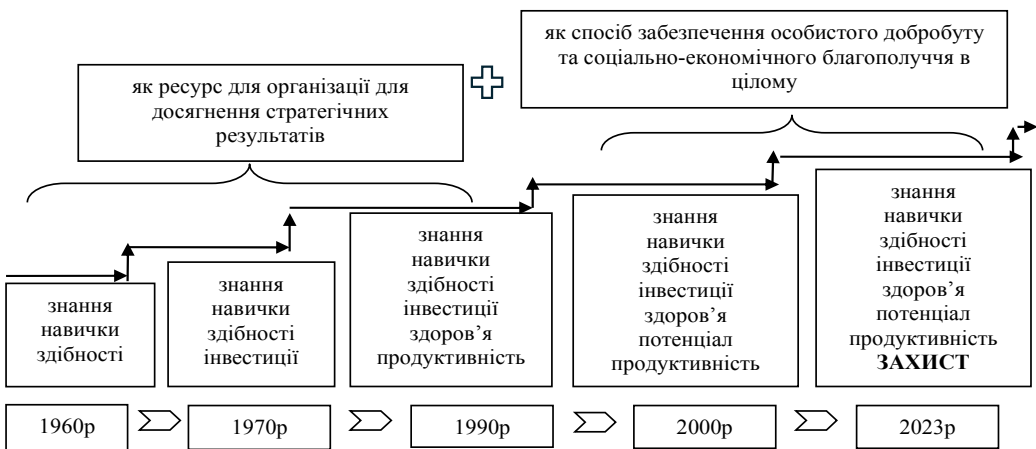 як ресурс для організації для
досягнення стратегічних
результатів
як спосіб забезпечення особистого добробуту
та соціально-економічного благополуччя в
цілому
знання
навички
здібності
знання
навички
здібності
інвестиції
знання
навички
здібності
інвестиції
здоров’я
продуктивність
знання
навички
здібності
інвестиції
здоров’я
потенціал
продуктивність
знання
навички
здібності
інвестиції
здоров’я
потенціал
продуктивність
ЗАХИСТ
1960р
1970р
1990р
2000р
2023р